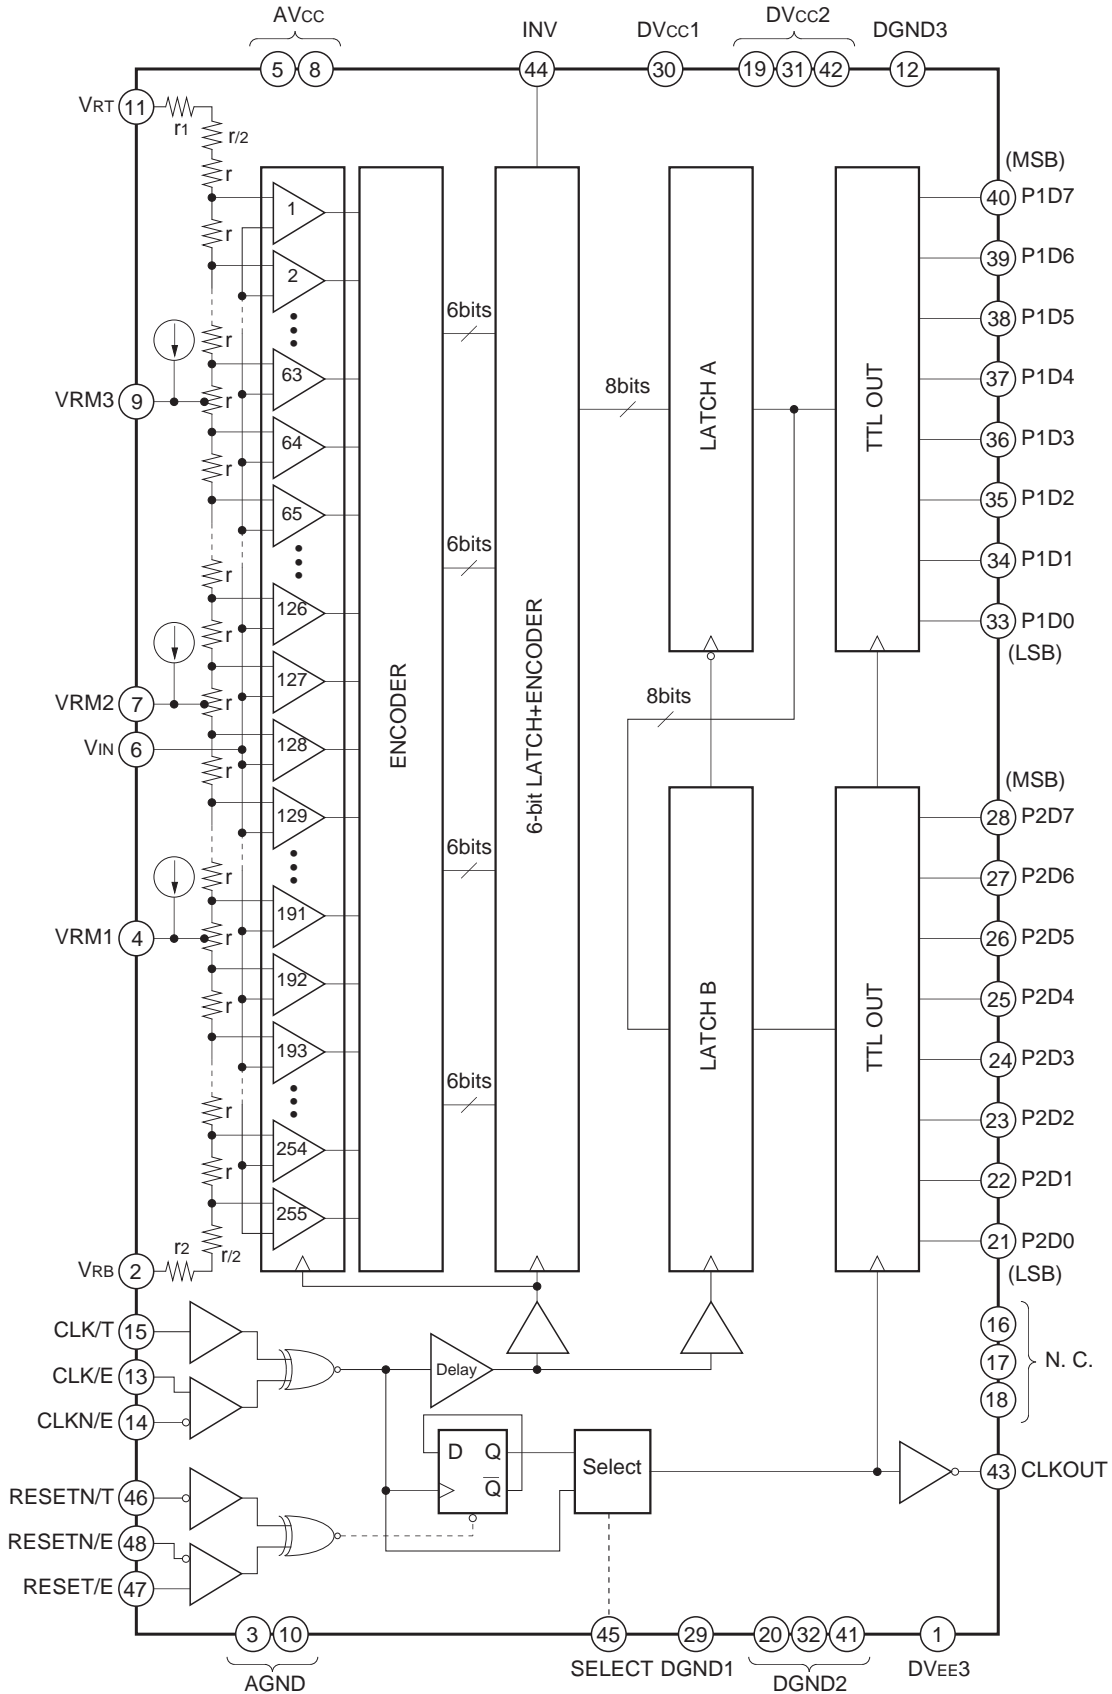 AVCC INV DVCC1 DVCC2 DGND3
5 8 44 30 19 31 42 12
VRT 11
r1
r/2
r
(MSB)
1
40 P1D7
r
39 P1D6
2
6bits
38 P1D5
r
63
8bits
37 P1D4
VRM3 9
r
LATCH A
TTL OUT
64
36 P1D3
r
65
35 P1D2
6bits
34 P1D1
r
126
33 P1D0
(LSB)
r
127
8bits
VRM2 7
r
ENCODER
6-bit LATCH+ENCODER
VIN 6
128
r
(MSB)
129
28 P2D7
6bits
27 P2D6
r
191
26 P2D5
VRM1 4
r
192
25 P2D4
r
LATCH B
TTL OUT
193
24 P2D3
6bits
r
23 P2D2
254
r
22 P2D1
255
21 P2D0
r2
r/2
VRB 2
(LSB)
CLK/T 15
16
17 N. C.
18
CLK/E 13
Delay
CLKN/E 14
D Q
Q
Select
43 CLKOUT
RESETN/T 46
RESETN/E 48
RESET/E 47
3 10 45 29 20 32 41 1
AGND SELECT DGND1 DGND2 DVEE3